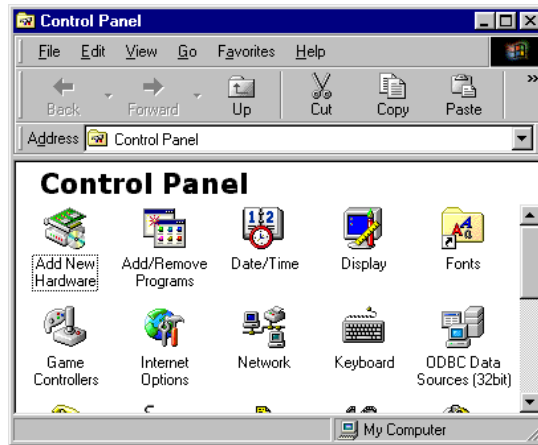 Control Panel
File Edit View Go Favorites Help
Back Forward Up Cut Copy Paste »
Address Control Panel
Control Panel
Add New Hardware
Add/Remove Programs
Date/Time
Display
Fonts
Game Controllers
Internet Options
Network
Keyboard
ODBC Data Sources (32bit)
My Computer